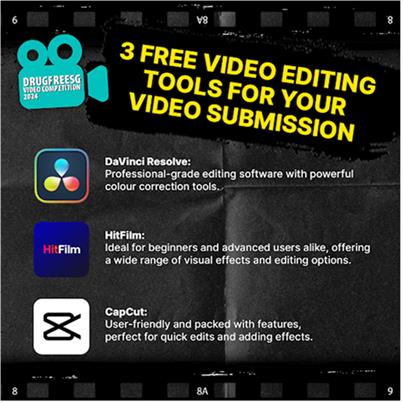 6 V8 8
DRUGFREESG
VIDEO COMPETITION
2024
3 FREE VIDEO EDITING
TOOLS FOR YOUR
VIDEO SUBMISSION
DaVinci Resolve:
Professional-grade editing software with powerful
colour correction tools.
HitFilm
HitFilm:
Ideal for beginners and advanced users alike, offering
a wide range of visual effects and editing options.
CapCut:
User-friendly and packed with features,
perfect for quick edits and adding effects.
8 8A 9